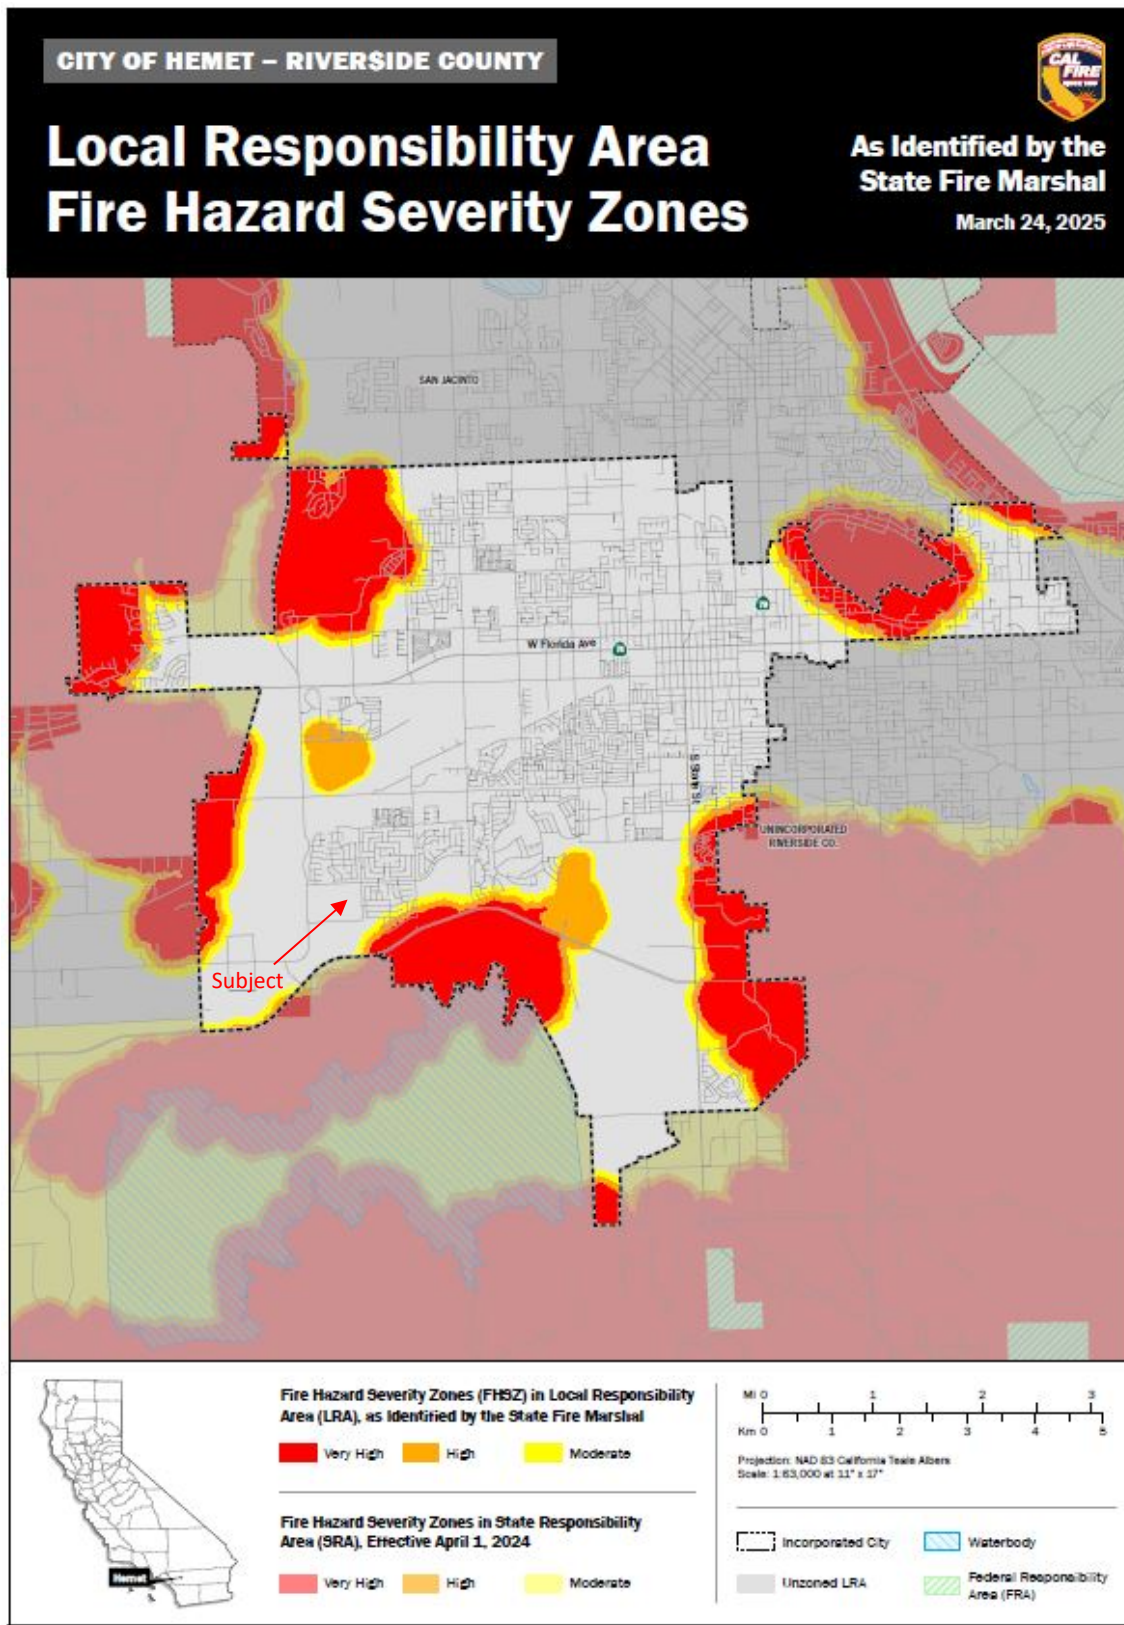 CITY OF HEMET – RIVERSIDE COUNTY
CAL
FIRE
Local Responsibility Area
Fire Hazard Severity Zones
As Identified by the
State Fire Marshal
March 24, 2025
SAN JACINTO
W Florida Ave
S State St
UNINCORPORATED
RIVERSIDE CO.
Subject
Hemet
Fire Hazard Severity Zones (FHSZ) in Local Responsibility
Area (LRA), as Identified by the State Fire Marshal
Very High High Moderate
Fire Hazard Severity Zones in State Responsibility
Area (SRA), Effective April 1, 2024
Very High High Moderate
Mi 0 1 2 3
Km 0 1 2 3 4 5
Projection: NAD 83 California Teale Albers
Scale: 1:63,000 at 11" x 17"
Incorporated City Waterbody
Unzoned LRA Federal Responsibility
Area (FRA)